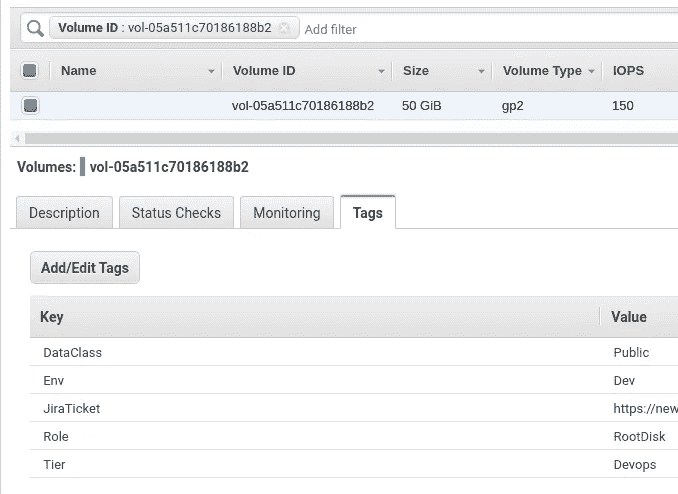 Volume ID : vol-05a511c70186188b2 Add filter
Name Volume ID Size Volume Type IOPS
vol-05a511c70186188b2 50 GiB gp2 150
Volumes: vol-05a511c70186188b2
Description Status Checks Monitoring Tags
Add/Edit Tags
Key Value
DataClass Public
Env Dev
JiraTicket https://new
Role RootDisk
Tier Devops